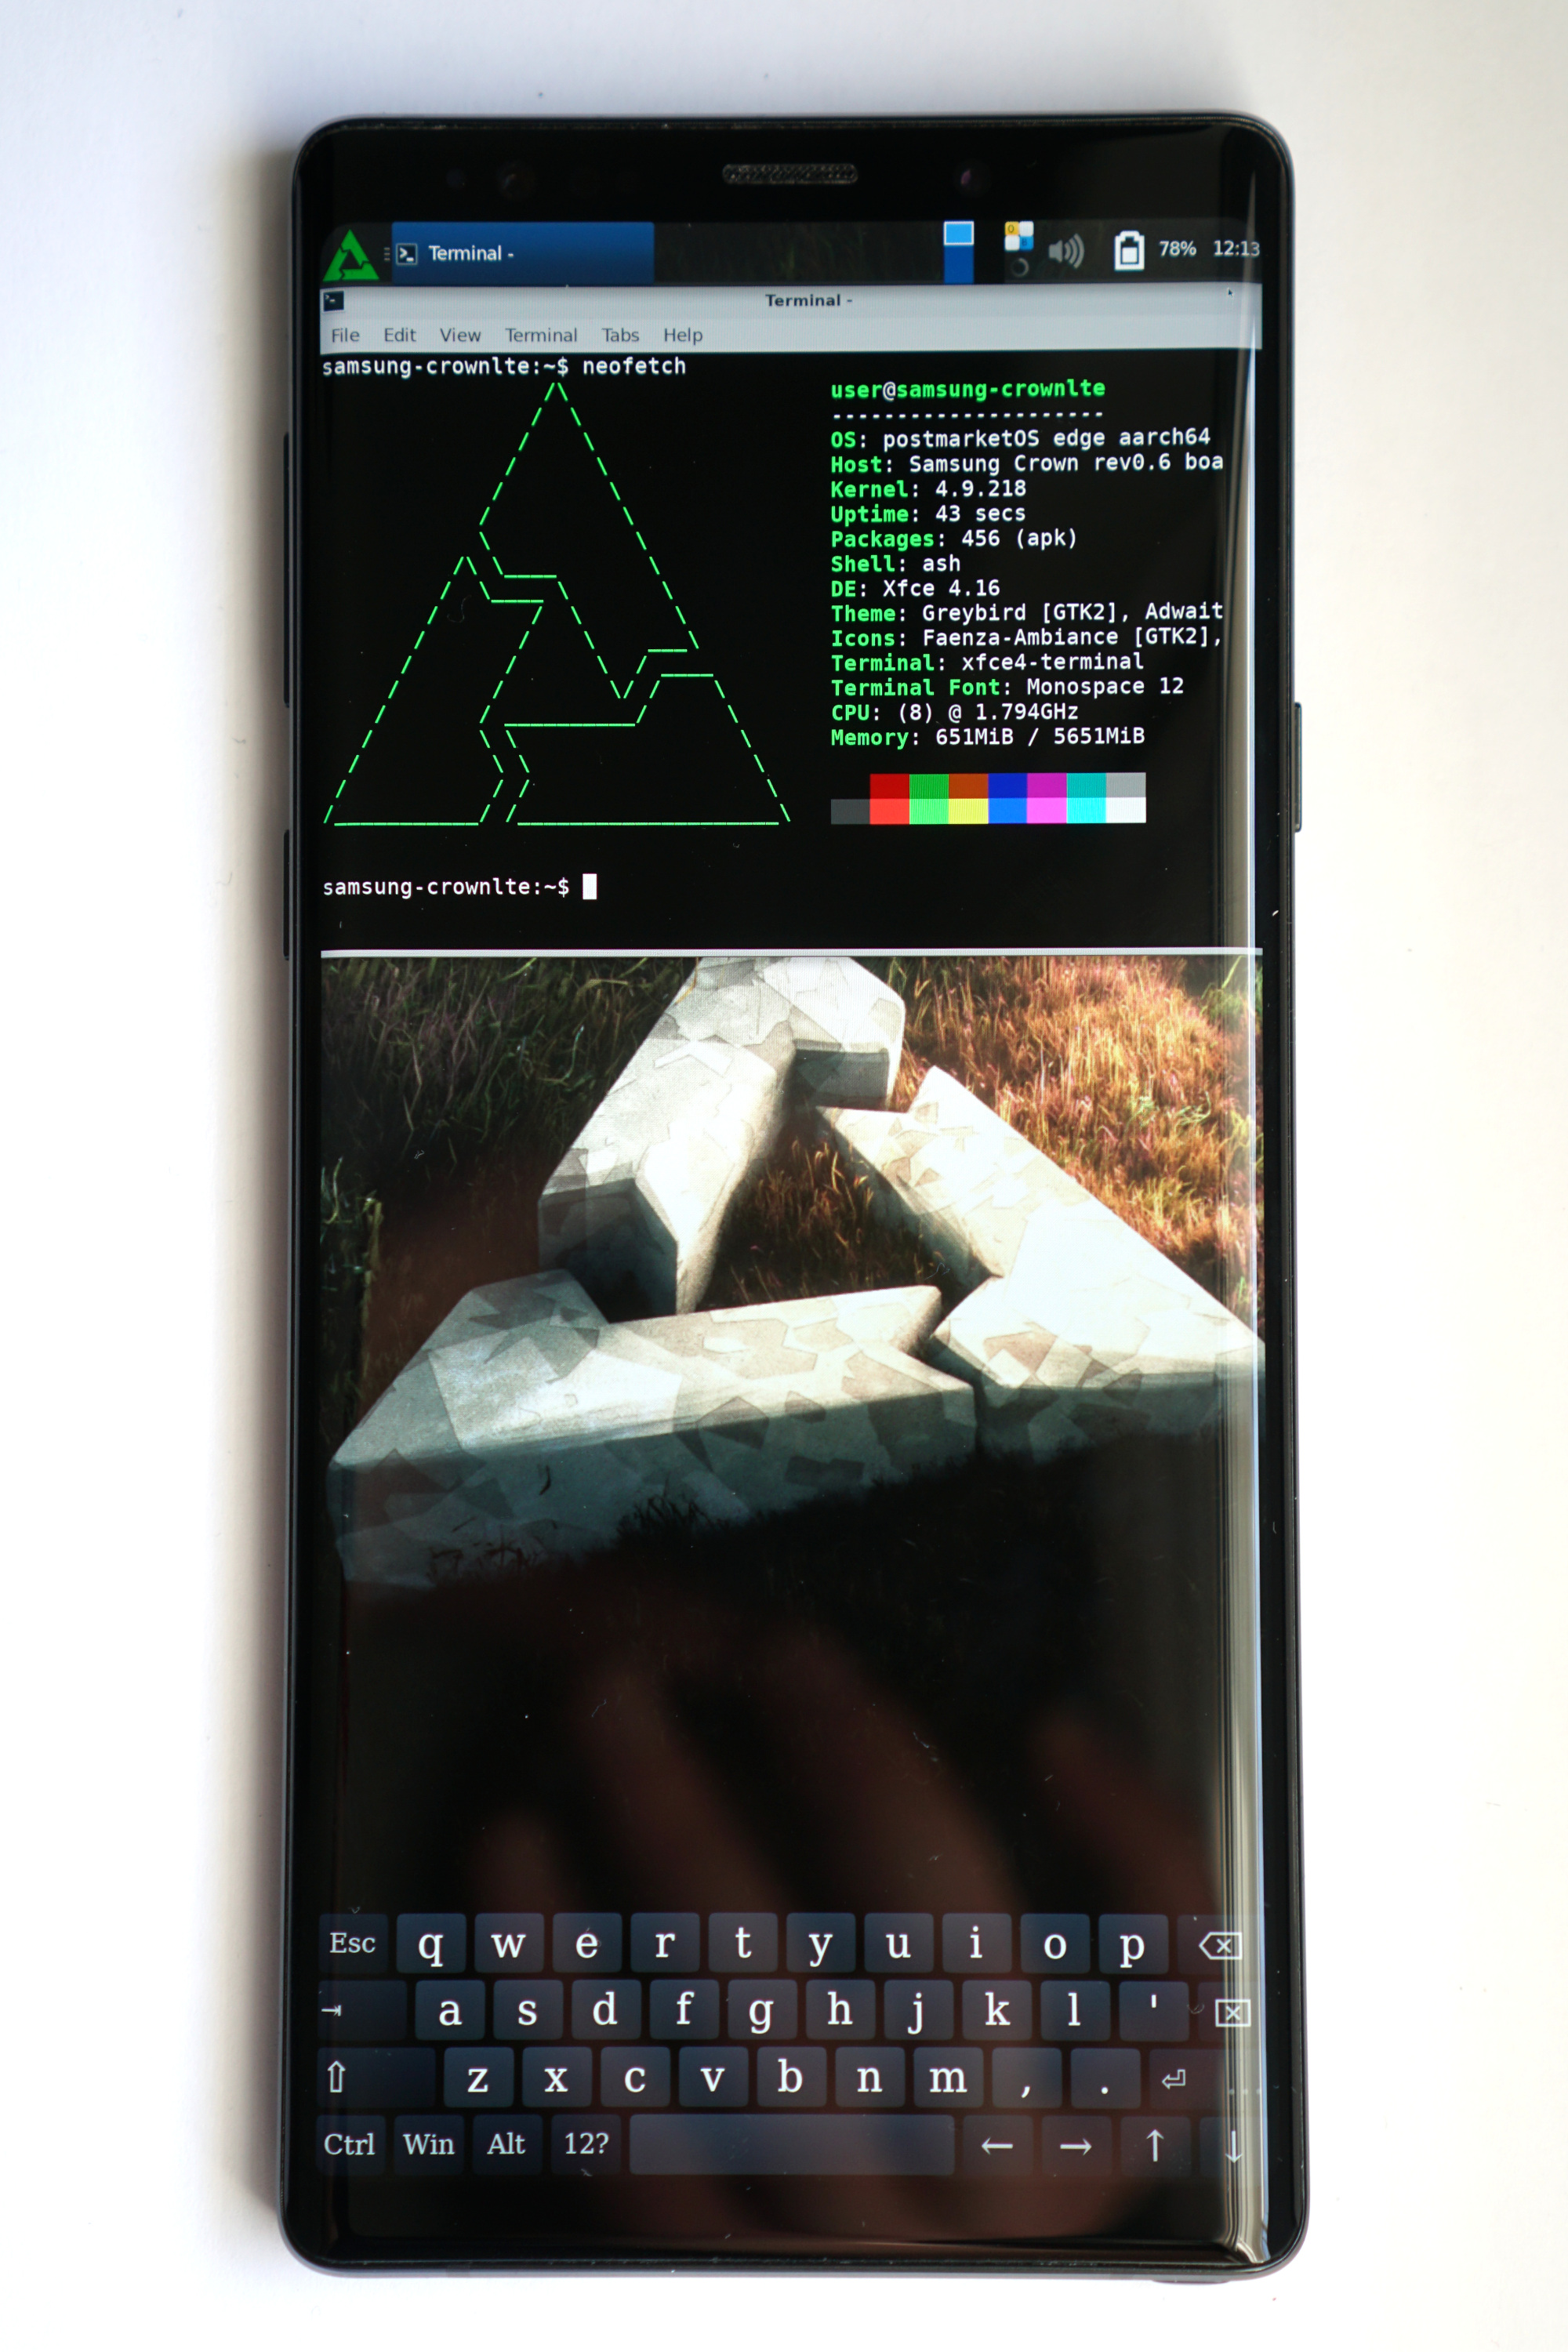 Terminal - 78% 12:13
Terminal -
File Edit View Terminal Tabs Help
samsung-crownlte:~$ neofetch
user@samsung-crownlte
---------------------
OS: postmarketOS edge aarch64
Host: Samsung Crown rev0.6 boa
Kernel: 4.9.218
Uptime: 43 secs
Packages: 456 (apk)
Shell: ash
DE: Xfce 4.16
Theme: Greybird [GTK2], Adwait
Icons: Faenza-Ambiance [GTK2],
Terminal: xfce4-terminal
Terminal Font: Monospace 12
CPU: (8) @ 1.794GHz
Memory: 651MiB / 5651MiB
samsung-crownlte:~$
Esc q w e r t y u i o p
a s d f g h j k l '
z x c v b n m , .
Ctrl Win Alt 12? ← → ↑ ↓